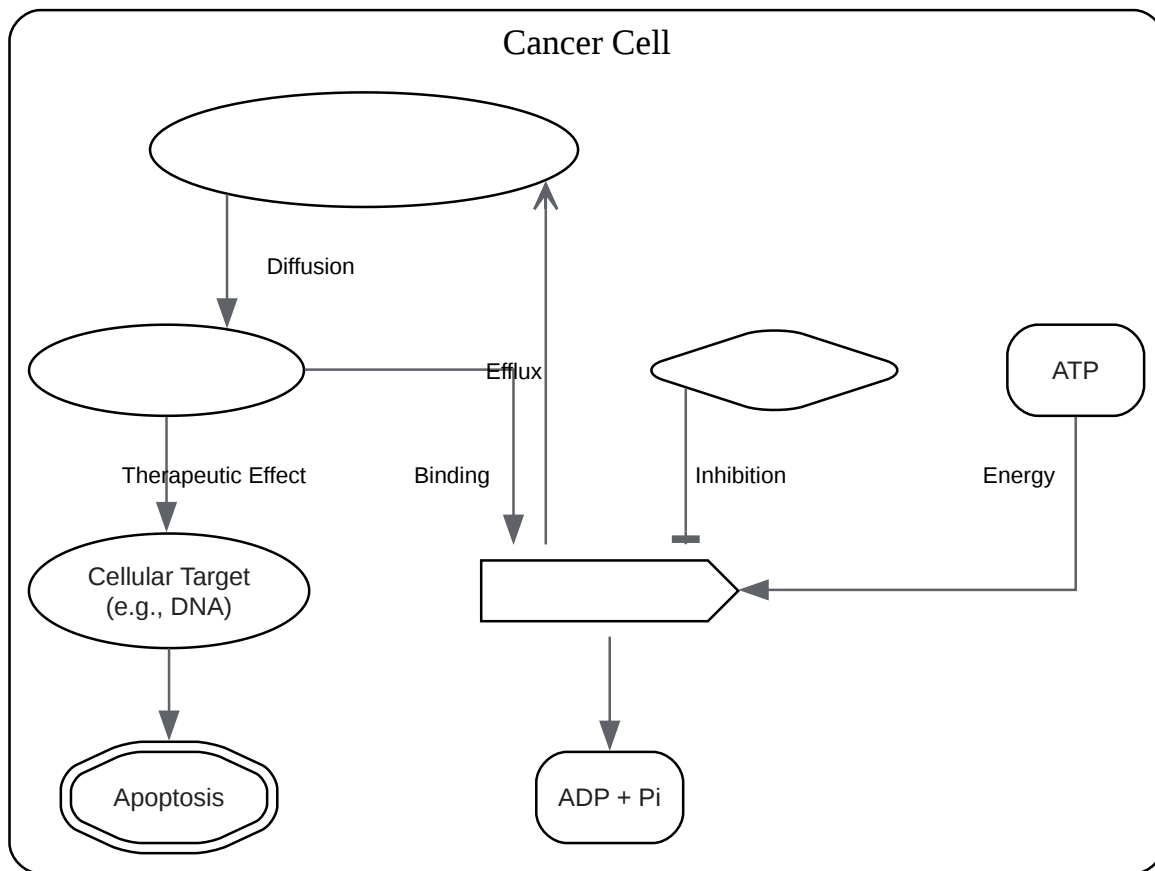 Cancer Cell
Diffusion
Efflux
ATP
Therapeutic Effect
Binding
Inhibition
Energy
Cellular Target
(e.g., DNA)
Apoptosis
ADP + Pi